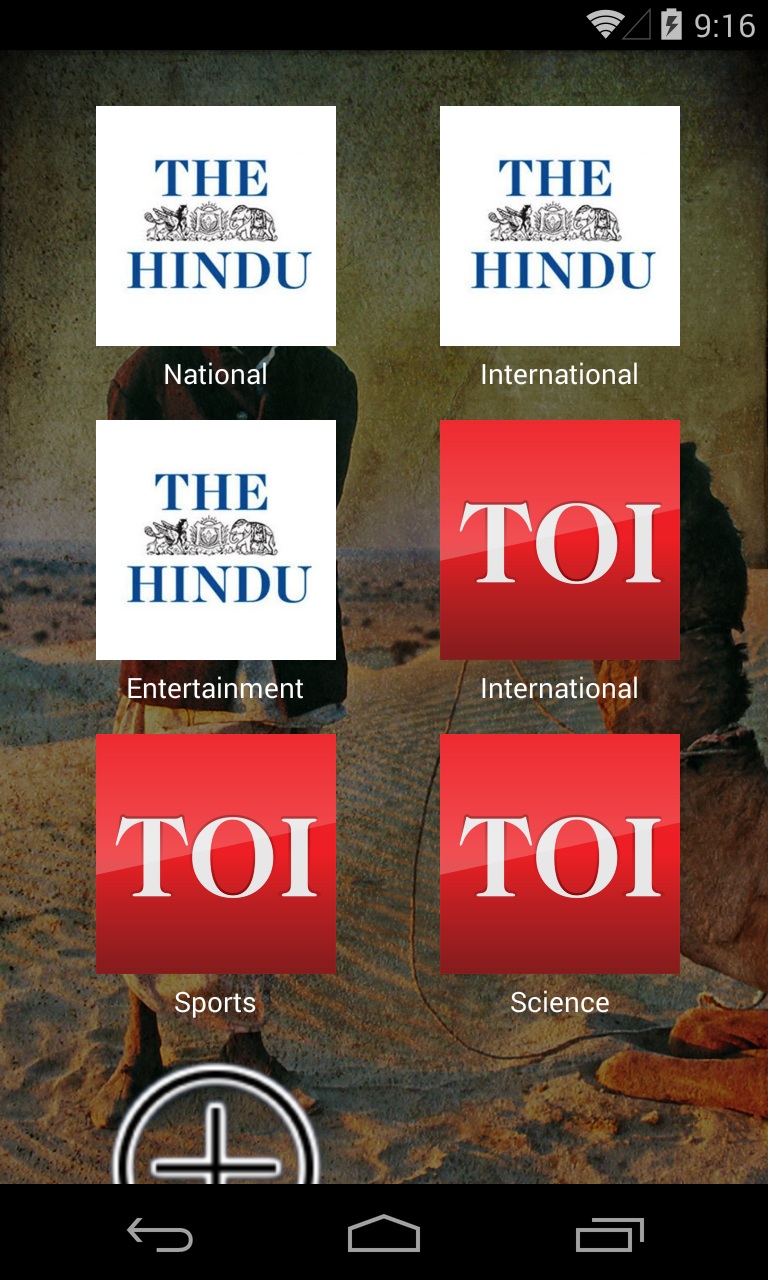 9:16
THE
HINDU
National
THE
HINDU
International
THE
HINDU
Entertainment
TOI
International
TOI
Sports
TOI
Science